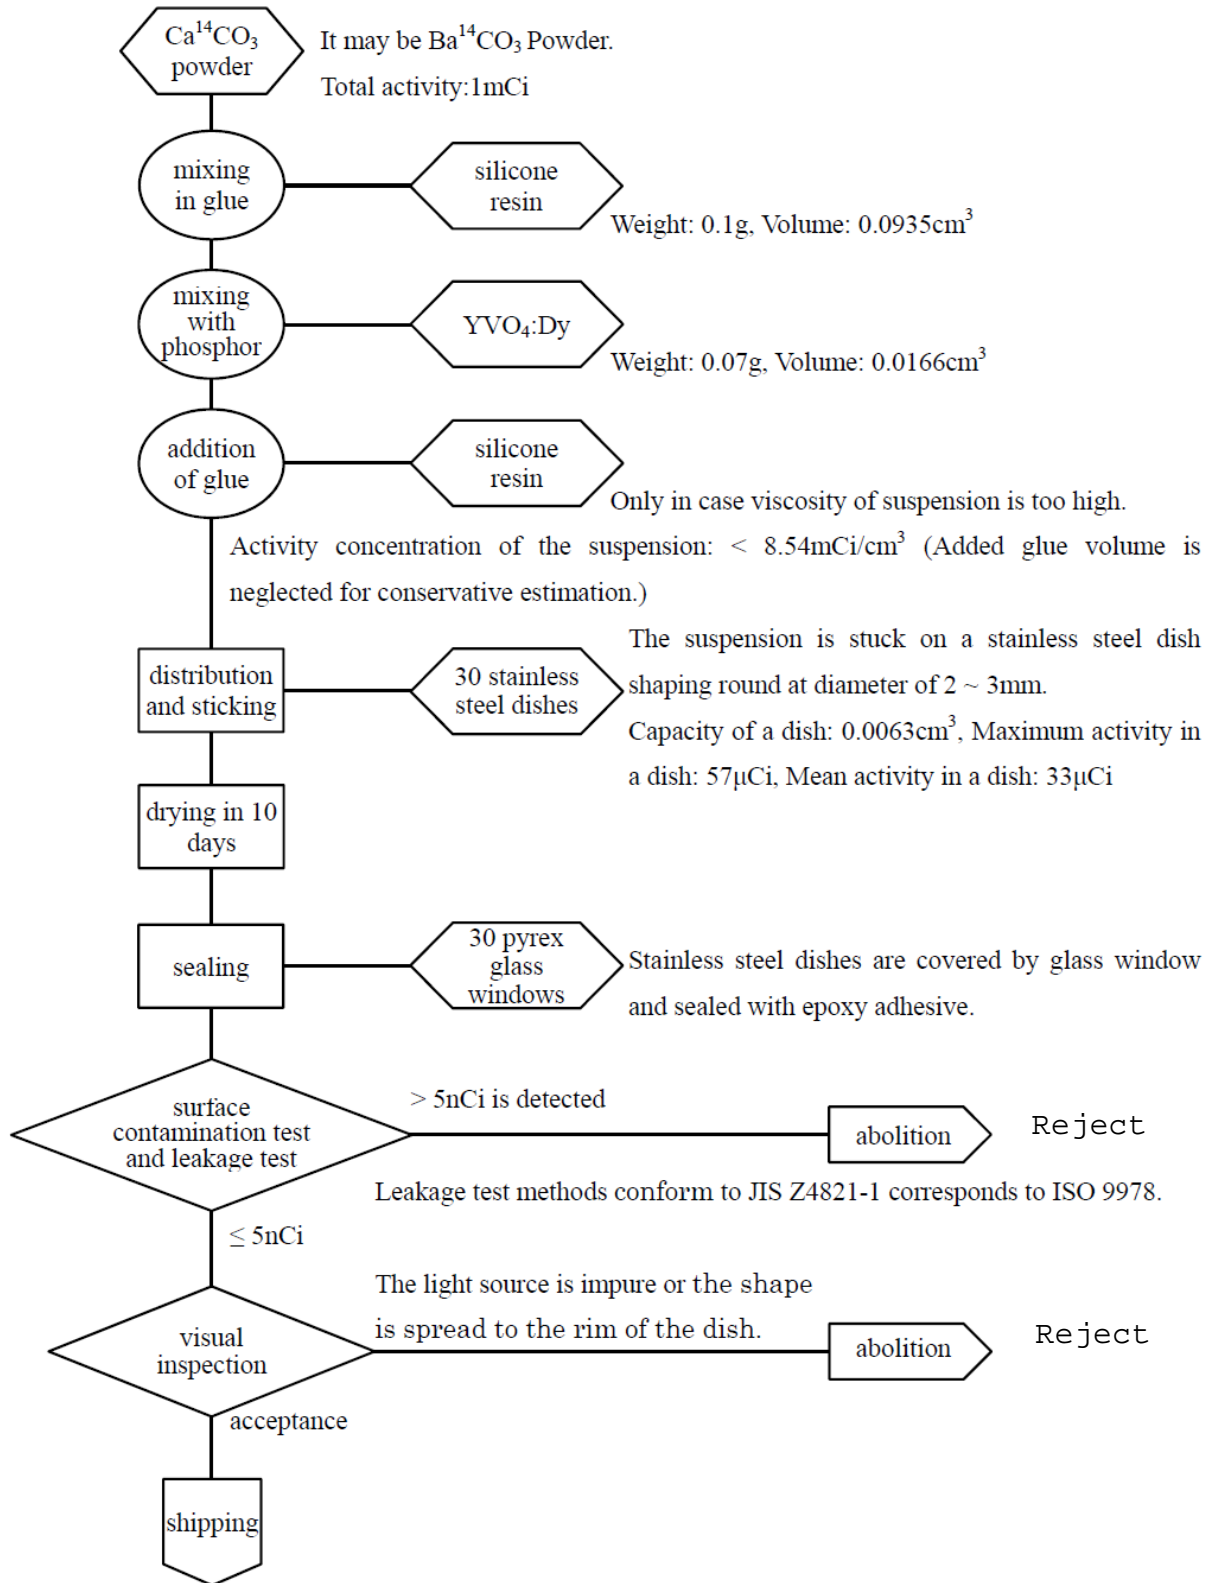 Ca¹⁴CO₃
powder
It may be Ba¹⁴CO₃ Powder.
Total activity:1mCi
mixing
in glue
silicone
resin
Weight: 0.1g, Volume: 0.0935cm³
mixing
with
phosphor
YVO₄:Dy
Weight: 0.07g, Volume: 0.0166cm³
addition
of glue
silicone
resin
Only in case viscosity of suspension is too high.
Activity concentration of the suspension: < 8.54mCi/cm³ (Added glue volume is
neglected for conservative estimation.)
distribution
and sticking
30 stainless
steel dishes
The suspension is stuck on a stainless steel dish
shaping round at diameter of 2 ~ 3mm.
Capacity of a dish: 0.0063cm³, Maximum activity in
a dish: 57μCi, Mean activity in a dish: 33μCi
drying in 10
days
sealing
30 pyrex
glass
windows
Stainless steel dishes are covered by glass window
and sealed with epoxy adhesive.
surface
contamination test
and leakage test
> 5nCi is detected
abolition
Reject
Leakage test methods conform to JIS Z4821-1 corresponds to ISO 9978.
≤ 5nCi
The light source is impure or the shape
is spread to the rim of the dish.
visual
inspection
abolition
Reject
acceptance
shipping